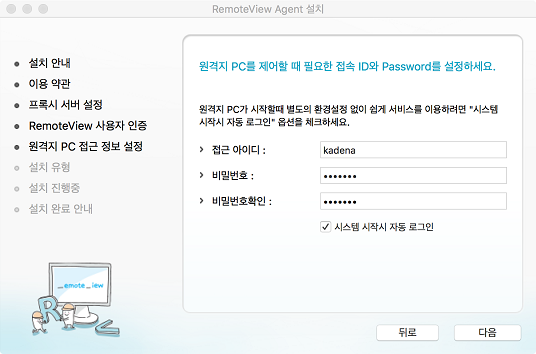 RemoteView Agent 설치
설치 안내
이용 약관
프록시 서버 설정
RemoteView 사용자 인증
원격지 PC 접근 정보 설정
설치 유형
설치 진행중
설치 완료 안내
_emote_iew
R
V
원격지 PC를 제어할 때 필요한 접속 ID와 Password를 설정하세요.
원격지 PC가 시작할때 별도의 환경설정 없이 쉽게 서비스를 이용하려면 "시스템
시작시 자동 로그인" 옵션을 체크하세요.
접근 아이디 : kadena
비밀번호 : •••••••
비밀번호확인 : •••••••
시스템 시작시 자동 로그인
뒤로 다음